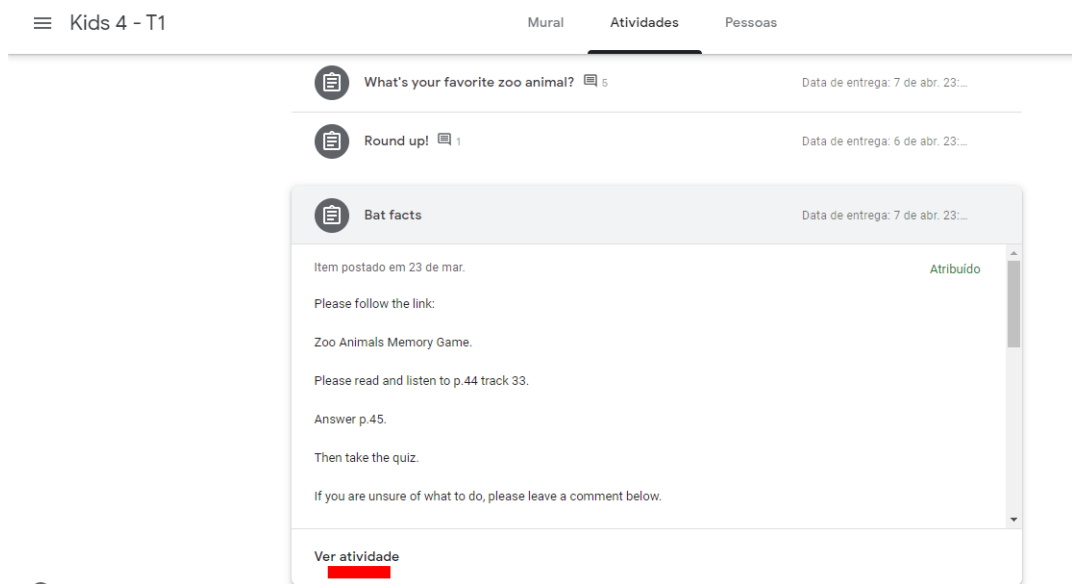 Kids 4 - T1
Mural Atividades Pessoas
What's your favorite zoo animal? 5 Data de entrega: 7 de abr. 23:...
Round up! 1 Data de entrega: 6 de abr. 23:...
Bat facts Data de entrega: 7 de abr. 23:...
Item postado em 23 de mar. Atribuído
Please follow the link:
Zoo Animals Memory Game.
Please read and listen to p.44 track 33.
Answer p.45.
Then take the quiz.
If you are unsure of what to do, please leave a comment below.
Ver atividade